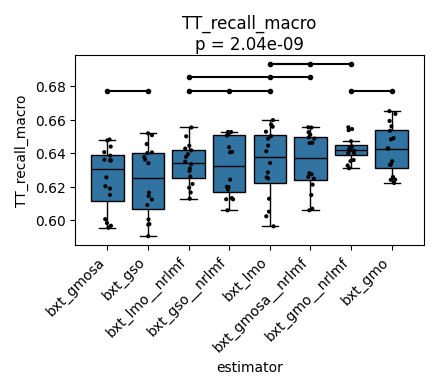 TT_recall_macro
p = 2.04e-09
TT_recall_macro
0.68
0.66
0.64
0.62
0.60
bxt_gmosa
bxt_gso
bxt_lmo__nrlmf
bxt_gso__nrlmf
bxt_lmo
bxt_gmosa__nrlmf
bxt_gmo__nrlmf
bxt_gmo
estimator